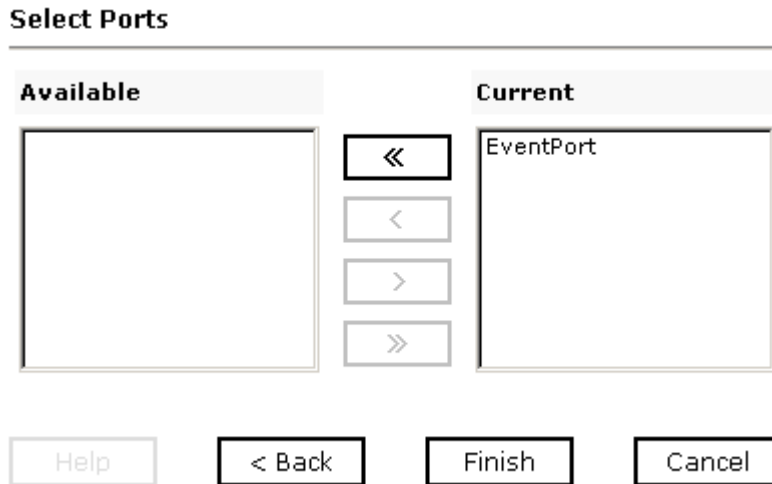 Select Ports
Available
Current
EventPort
«
<
>
»
Help
< Back
Finish
Cancel